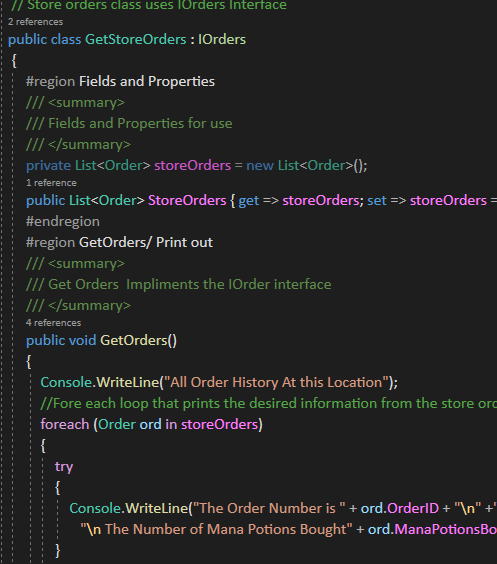 // Store orders class uses IOrders Interface
2 references
public class GetStoreOrders : IOrders
{
#region Fields and Properties
/// <summary>
/// Fields and Properties for use
/// </summary>
private List<Order> storeOrders = new List<Order>();
1 reference
public List<Order> StoreOrders { get => storeOrders; set => storeOrders =
#endregion
#region GetOrders/ Print out
/// <summary>
/// Get Orders  Impliments the IOrder interface
/// </summary>
4 references
public void GetOrders()
{
Console.WriteLine("All Order History At this Location");
//Fore each loop that prints the desired information from the store ord
foreach (Order ord in storeOrders)
{
try
{
Console.WriteLine("The Order Number is " + ord.OrderID + "\n" +"
"\n The Number of Mana Potions Bought" + ord.ManaPotionsBo
}